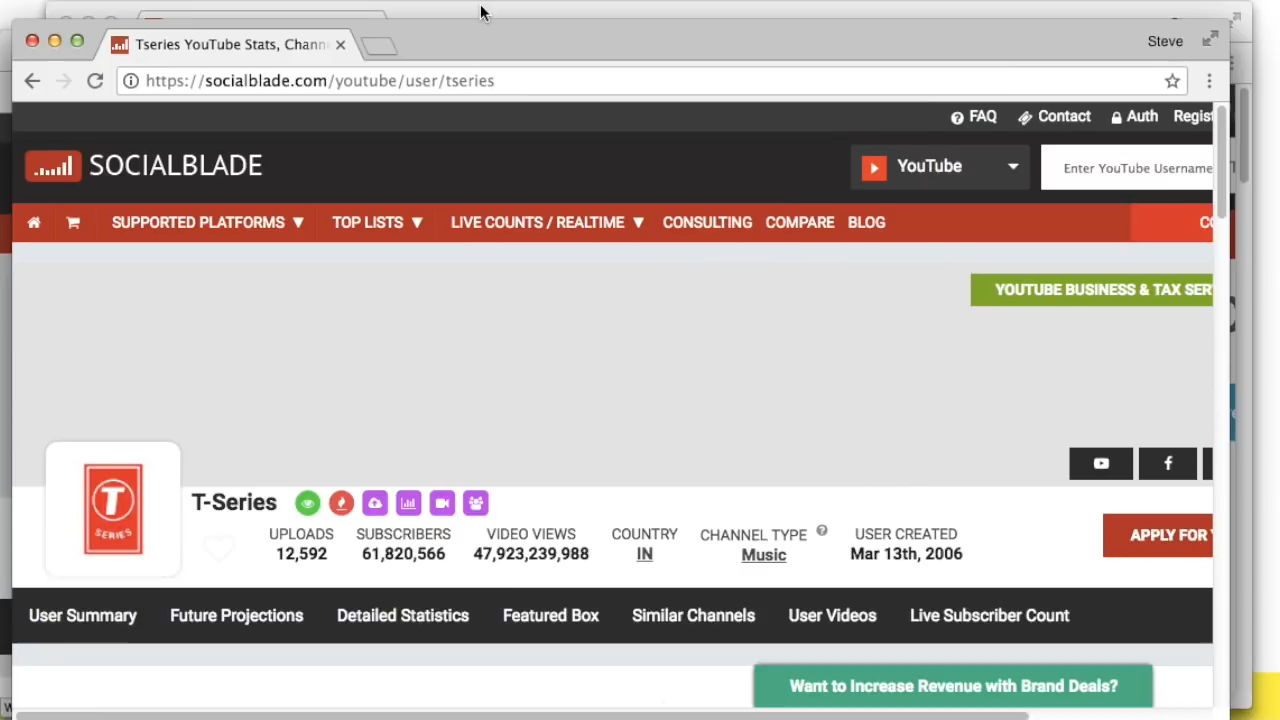 Tseries YouTube Stats, Chann
Steve
https://socialblade.com/youtube/user/tseries
FAQ Contact Auth Regist
SOCIALBLADE
YouTube
Enter YouTube Username
SUPPORTED PLATFORMS ▼ TOP LISTS ▼ LIVE COUNTS / REALTIME ▼ CONSULTING COMPARE BLOG CO
YOUTUBE BUSINESS & TAX SER
T SERIES
T-Series
UPLOADS SUBSCRIBERS VIDEO VIEWS COUNTRY CHANNEL TYPE USER CREATED
12,592 61,820,566 47,923,239,988 IN Music Mar 13th, 2006
APPLY FOR
User Summary Future Projections Detailed Statistics Featured Box Similar Channels User Videos Live Subscriber Count
Want to Increase Revenue with Brand Deals?